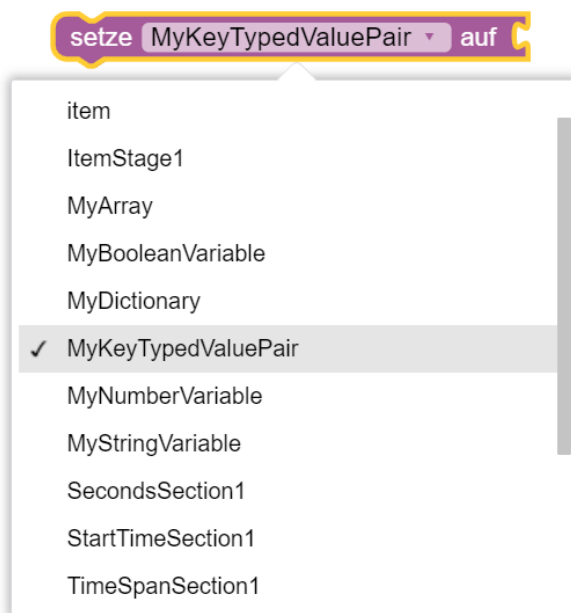 setze MyKeyTypedValuePair auf
item
ItemStage1
MyArray
MyBooleanVariable
MyDictionary
MyKeyTypedValuePair
MyNumberVariable
MyStringVariable
SecondsSection1
StartTimeSection1
TimeSpanSection1